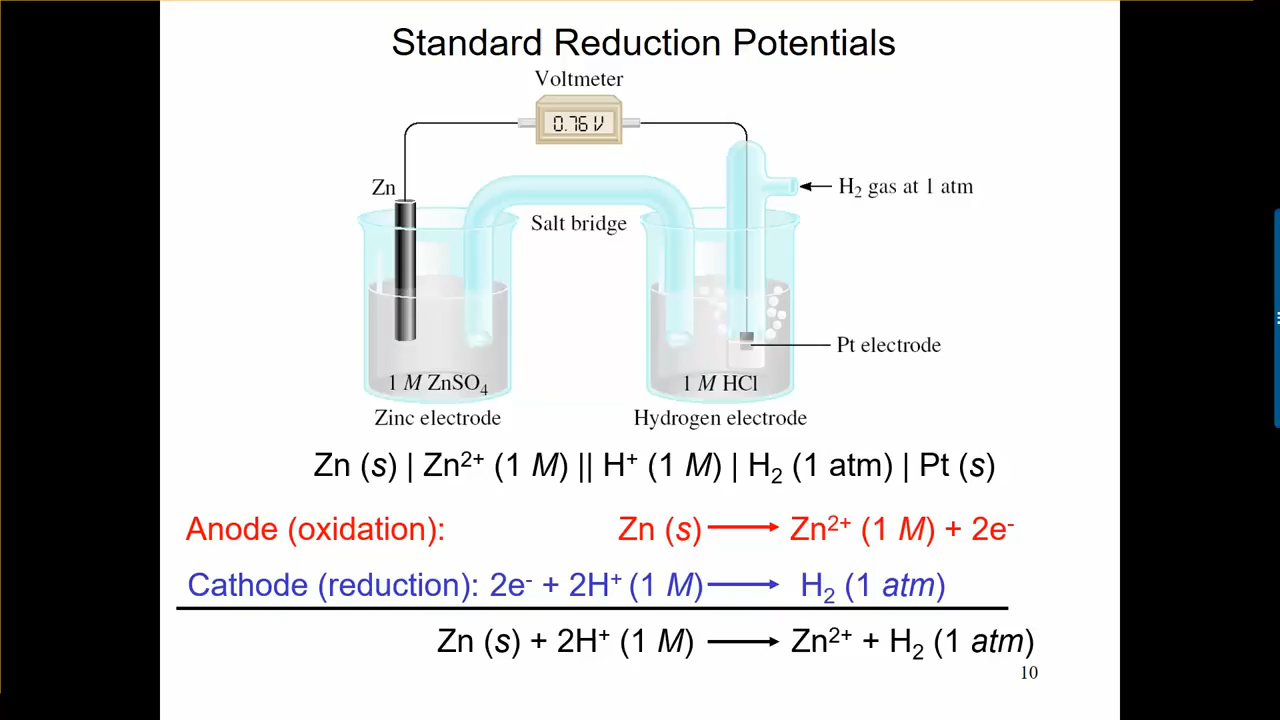 Standard Reduction Potentials
Voltmeter
0.76 V
Zn
H₂ gas at 1 atm
Salt bridge
Pt electrode
1 M ZnSO₄
1 M HCl
Zinc electrode
Hydrogen electrode
Zn (s) | Zn²⁺ (1 M) || H⁺ (1 M) | H₂ (1 atm) | Pt (s)
Anode (oxidation): Zn (s) ⟶ Zn²⁺ (1 M) + 2e⁻
Cathode (reduction): 2e⁻ + 2H⁺ (1 M) ⟶ H₂ (1 atm)
Zn (s) + 2H⁺ (1 M) ⟶ Zn²⁺ + H₂ (1 atm)
10